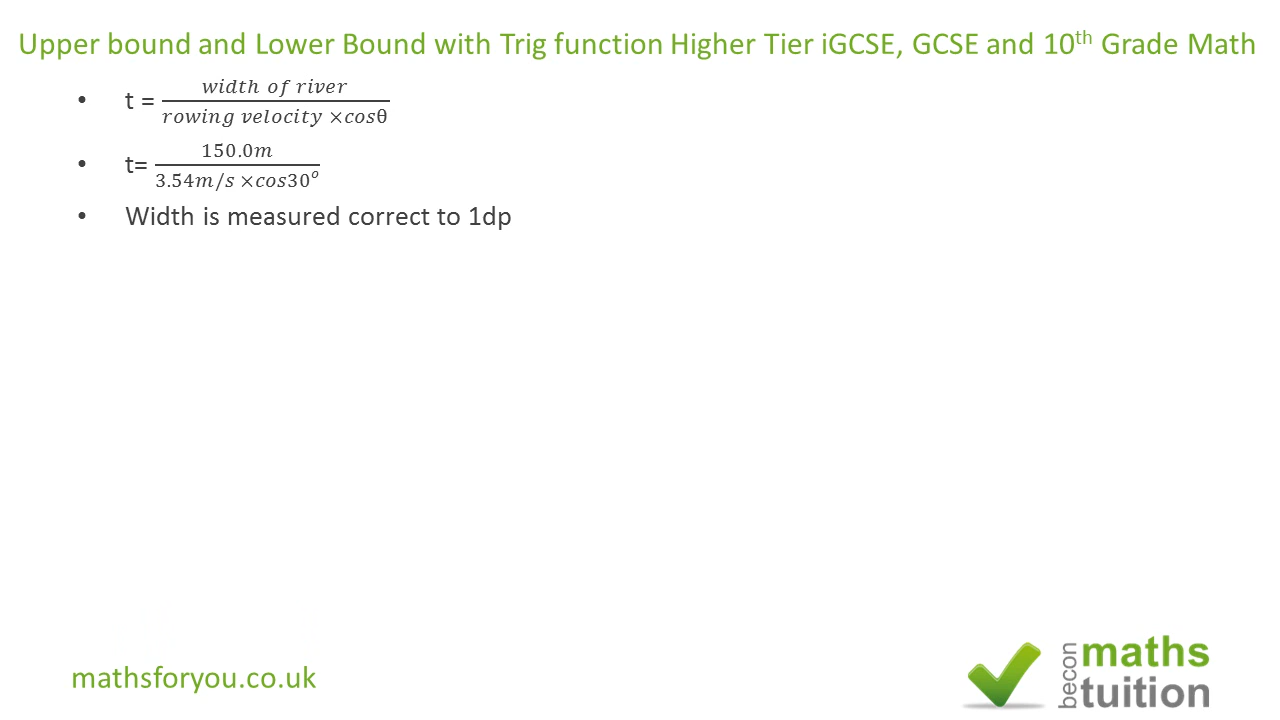 Upper bound and Lower Bound with Trig function Higher Tier iGCSE, GCSE and 10th Grade Math
• t = width of river / rowing velocity ×cosθ
• t= 150.0m / 3.54m/s ×cos30°
• Width is measured correct to 1dp
mathsforyou.co.uk
becon maths tuition